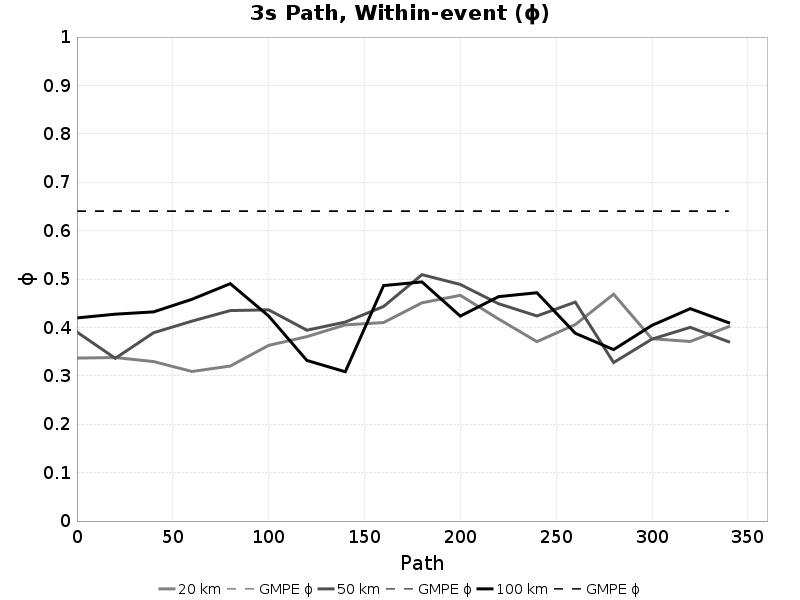 3s Path, Within-event (ϕ)
1
0.9
0.8
0.7
0.6
0.5
0.4
0.3
0.2
0.1
0
ϕ
0 50 100 150 200 250 300 350
Path
20 km GMPE ϕ 50 km GMPE ϕ 100 km GMPE ϕ